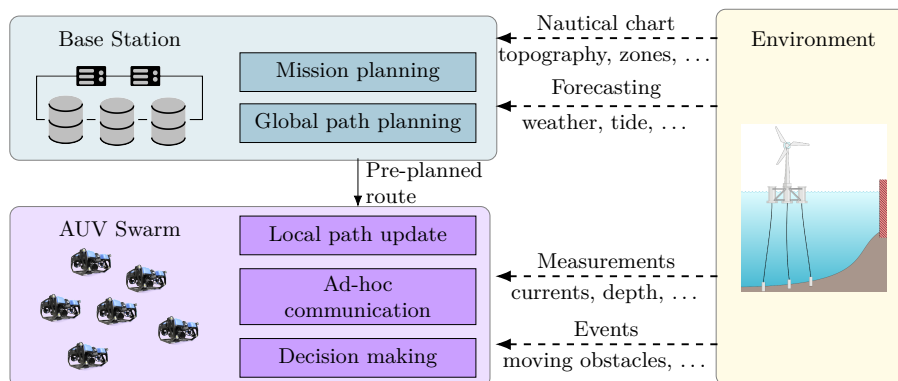 Base Station
Mission planning
Global path planning
Nautical chart
topography, zones, ...
Forecasting
weather, tide, ...
Environment
Pre-planned
route
AUV Swarm
Local path update
Ad-hoc
communication
Decision making
Measurements
currents, depth, ...
Events
moving obstacles, ...